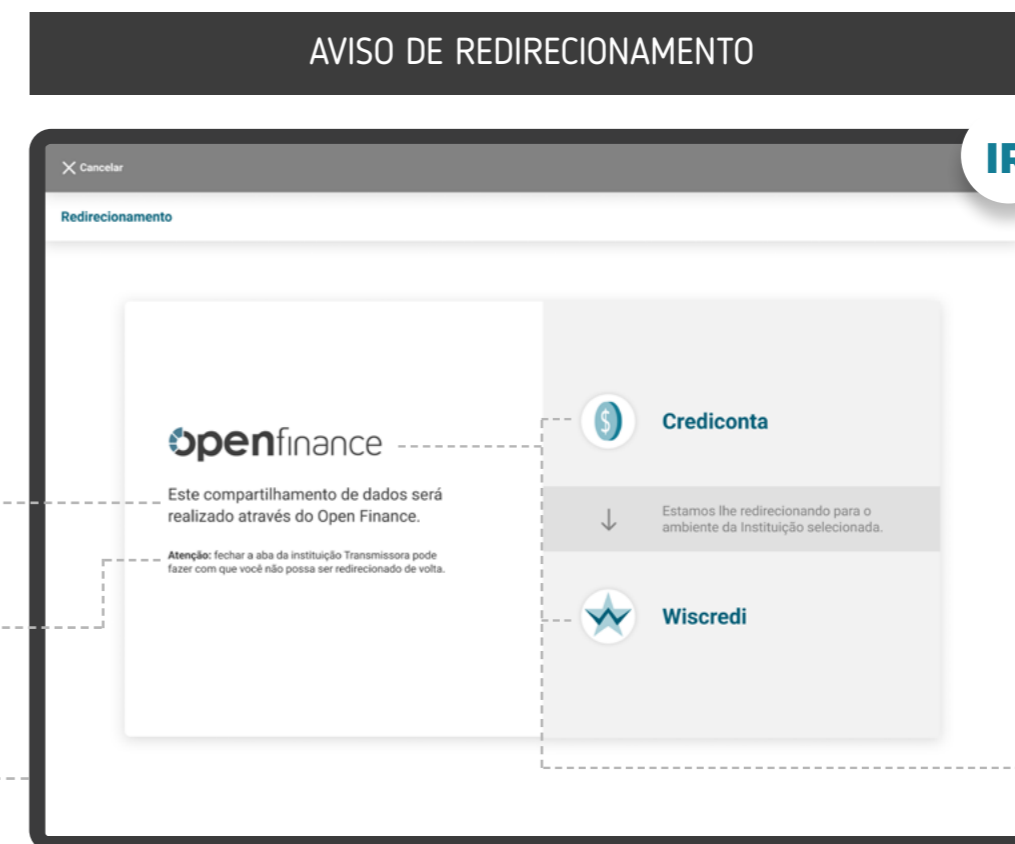 AVISO DE REDIRECIONAMENTO
Cancelar
Redirecionamento
openfinance
Este compartilhamento de dados será
realizado através do Open Finance.
Atenção: fechar a aba da instituição Transmissora pode
fazer com que você não possa ser redirecionado de volta.
Crediconta
Estamos lhe redirecionando para o
ambiente da Instituição selecionada.
Wiscredi